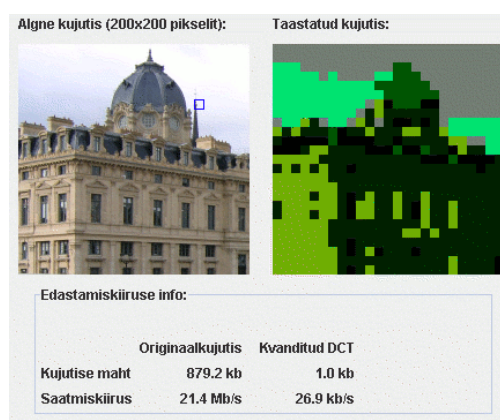 Algne kujutis (200x200 pikselit): Taastatud kujutis:
Edastamiskiiruse info:
Originaalkujutis Kvanditud DCT
Kujutise maht 879.2 kb 1.0 kb
Saatmiskiirus 21.4 Mb/s 26.9 kb/s